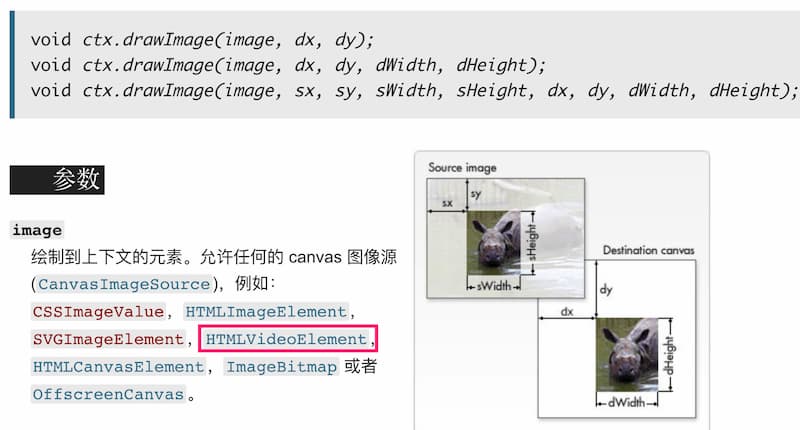 void ctx.drawImage(image, dx, dy);
void ctx.drawImage(image, dx, dy, dWidth, dHeight);
void ctx.drawImage(image, sx, sy, sWidth, sHeight, dx, dy, dWidth, dHeight);
参数
image
绘制到上下文的元素。允许任何的 canvas 图像源
(CanvasImageSource)，例如：
CSSImageValue，HTMLImageElement，
SVGImageElement，HTMLVideoElement，
HTMLCanvasElement，ImageBitmap 或者
OffscreenCanvas。
Source image
sy
sx
sHeight
sWidth
Destination canvas
dy
dx
dHeight
dWidth